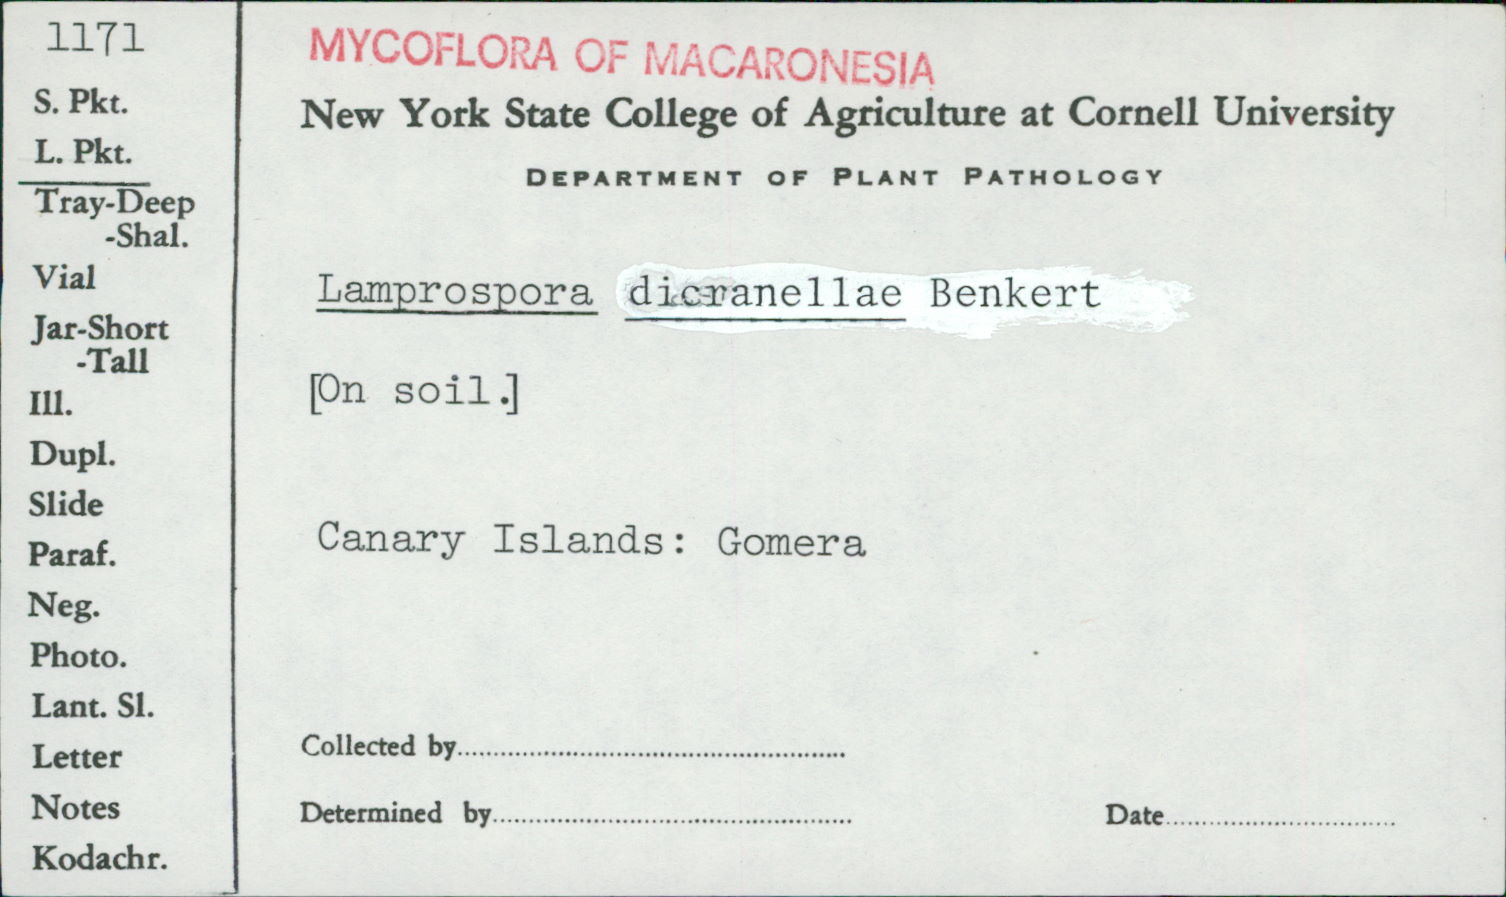 1171
S. Pkt.
L. Pkt.
Tray-Deep
-Shal.
Vial
Jar-Short
-Tall
Ill.
Dupl.
Slide
Paraf.
Neg.
Photo.
Lant. Sl.
Letter
Notes
Kodachr.
MYCOFLORA OF MACARONESIA
New York State College of Agriculture at Cornell University
DEPARTMENT OF PLANT PATHOLOGY
Lamprospora dicranellae Benkert
[On soil.]
Canary Islands: Gomera
Collected by
Determined by
Date